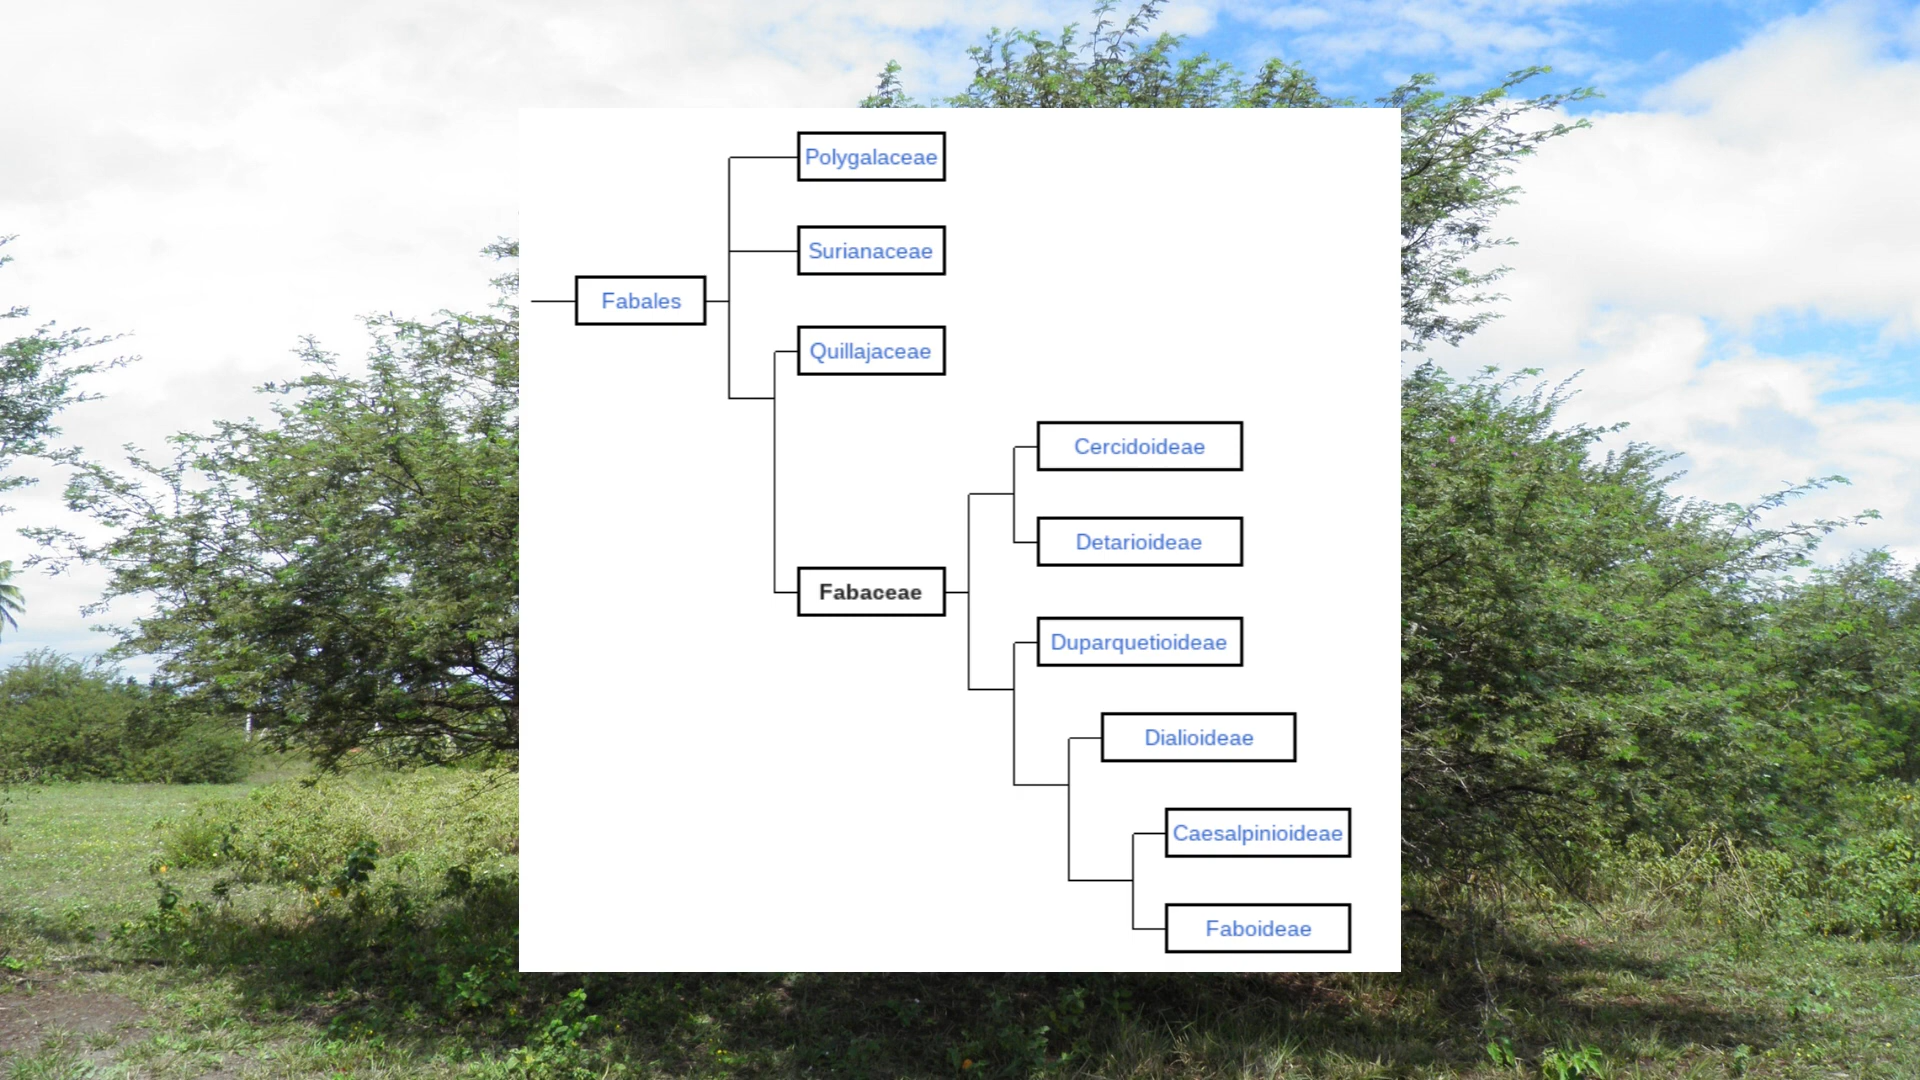 Polygalaceae
Surianaceae
Fabales
Quillajaceae
Cercidoideae
Detarioideae
Fabaceae
Duparquetioideae
Dialioideae
Caesalpinioideae
Faboideae